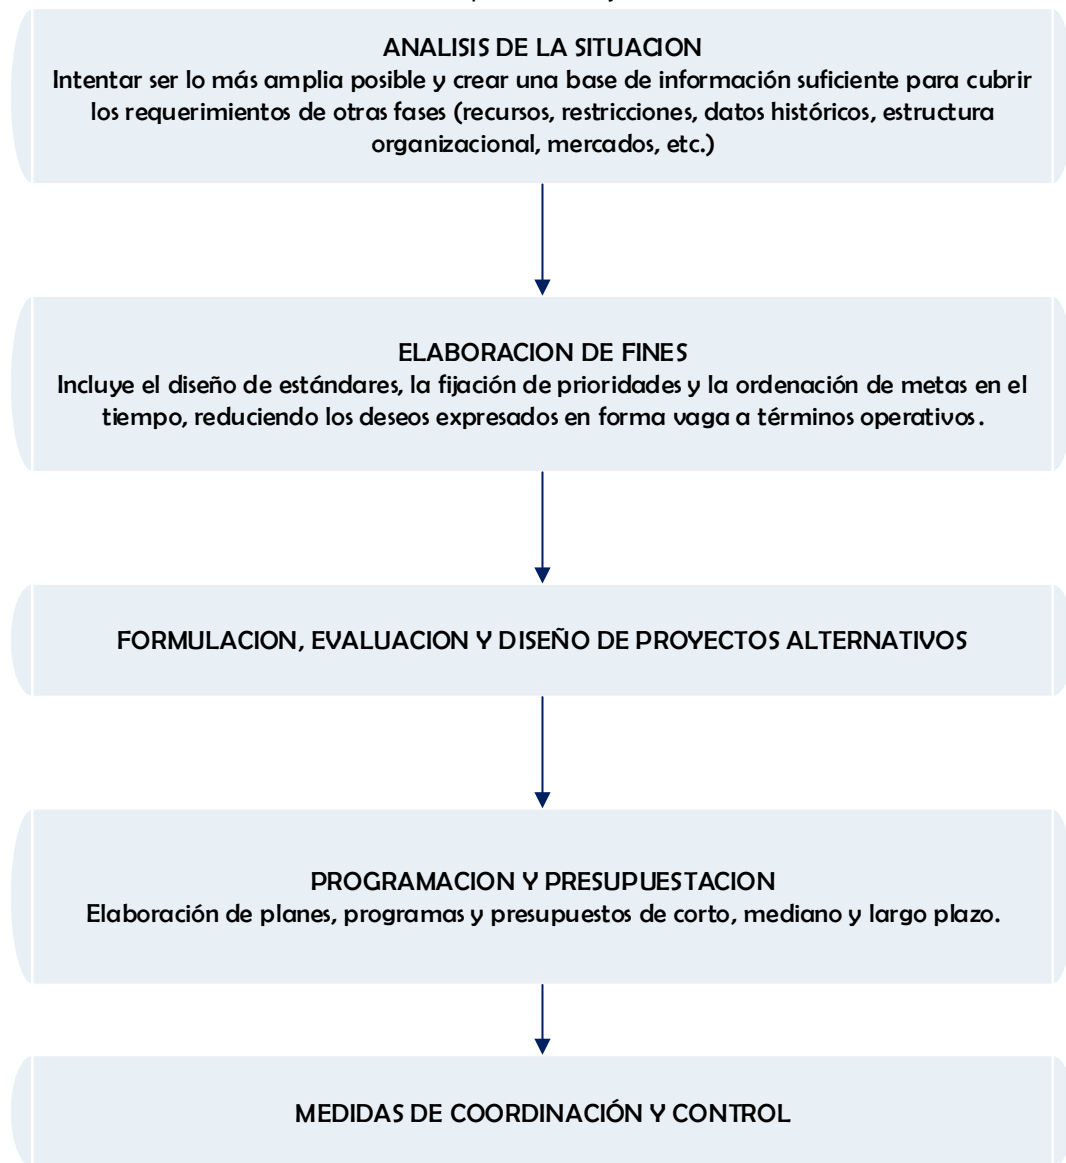 ANALISIS DE LA SITUACION
Intentar ser lo más amplia posible y crear una base de información suficiente para cubrir
los requerimientos de otras fases (recursos, restricciones, datos históricos, estructura
organizacional, mercados, etc.)
ELABORACION DE FINES
Incluye el diseño de estándares, la fijación de prioridades y la ordenación de metas en el
tiempo, reduciendo los deseos expresados en forma vaga a términos operativos.
FORMULACION, EVALUACION Y DISEÑO DE PROYECTOS ALTERNATIVOS
PROGRAMACION Y PRESUPUESTACION
Elaboración de planes, programas y presupuestos de corto, mediano y largo plazo.
MEDIDAS DE COORDINACIÓN Y CONTROL